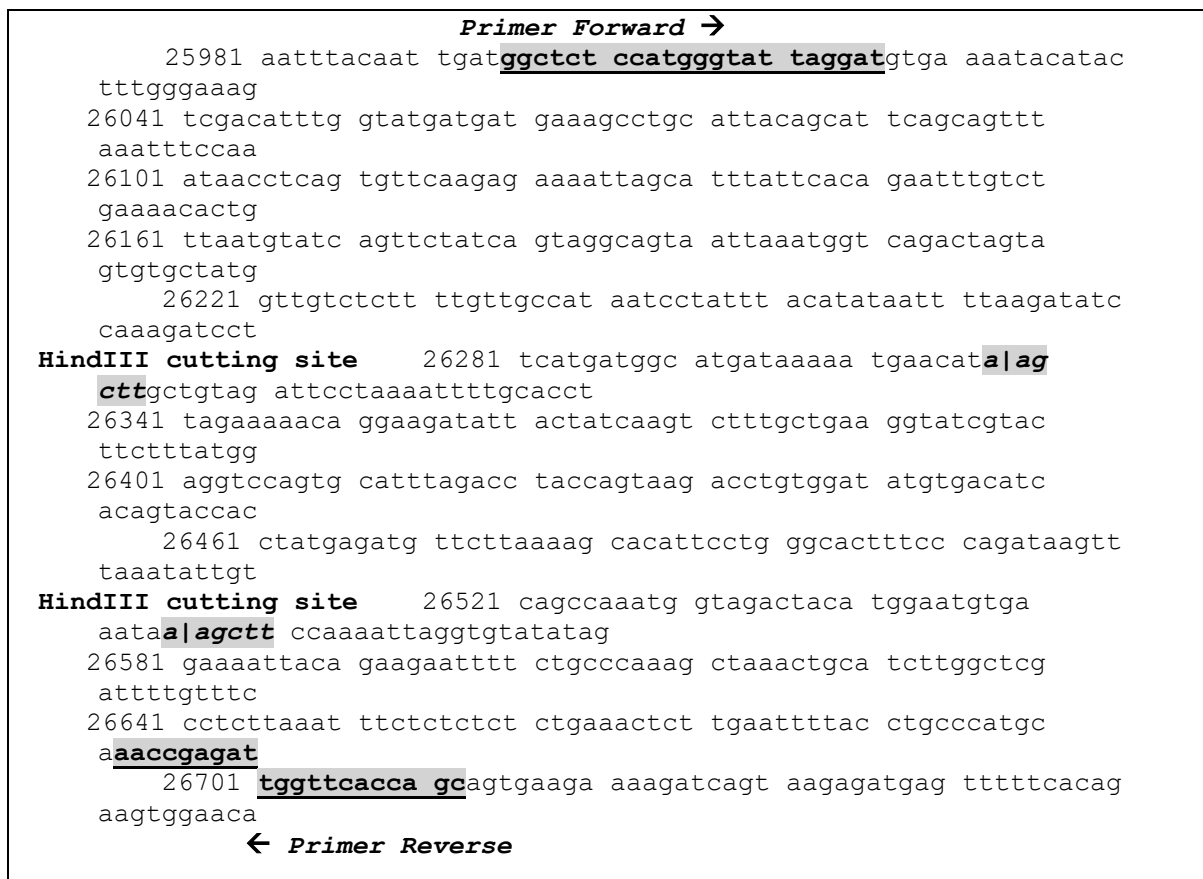 Primer Forward →
25981 aatttacaat tgatggctct ccatgggtat taggatgtga aaatacatac
tttgggaaag
26041 tcgacatttg gtatgatgat gaaagcctgc attacagcat tcagcagttt
aaatttccaa
26101 ataacctcag tgttcaagag aaaattagca tttattcaca gaatttgtct
gaaaacactg
26161 ttaatgtatc agttctatca gtaggcagta attaaatggt cagactagta
gtgtgctatg
26221 gttgtctctt ttgttgccat aatcctattt acatataatt ttaagatatc
caaagatcct
HindIII cutting site 26281 tcatgatggc atgataaaaa tgaacata|ag
cttgctgtag attcctaaaattttgcacct
26341 tagaaaaaca ggaagatatt actatcaagt ctttgctgaa ggtatcgtac
ttctttatgg
26401 aggtccagtg catttagacc taccagtaag acctgtggat atgtgacatc
acagtaccac
26461 ctatgagatg ttcttaaaag cacattcctg ggcactttcc cagataagtt
taaatattgt
HindIII cutting site 26521 cagccaaatg gtagactaca tggaatgtga
aataa|agctt ccaaaattaggtgtatatag
26581 gaaaattaca gaagaatttt ctgcccaaag ctaaactgca tcttggctcg
attttgtttc
26641 cctcttaaat ttctctctct ctgaaactct tgaattttac ctgcccatgc
aaaccgagat
26701 tggttcacca gcagtgaaga aaagatcagt aagagatgag tttttcacag
aagtggaaca
← Primer Reverse